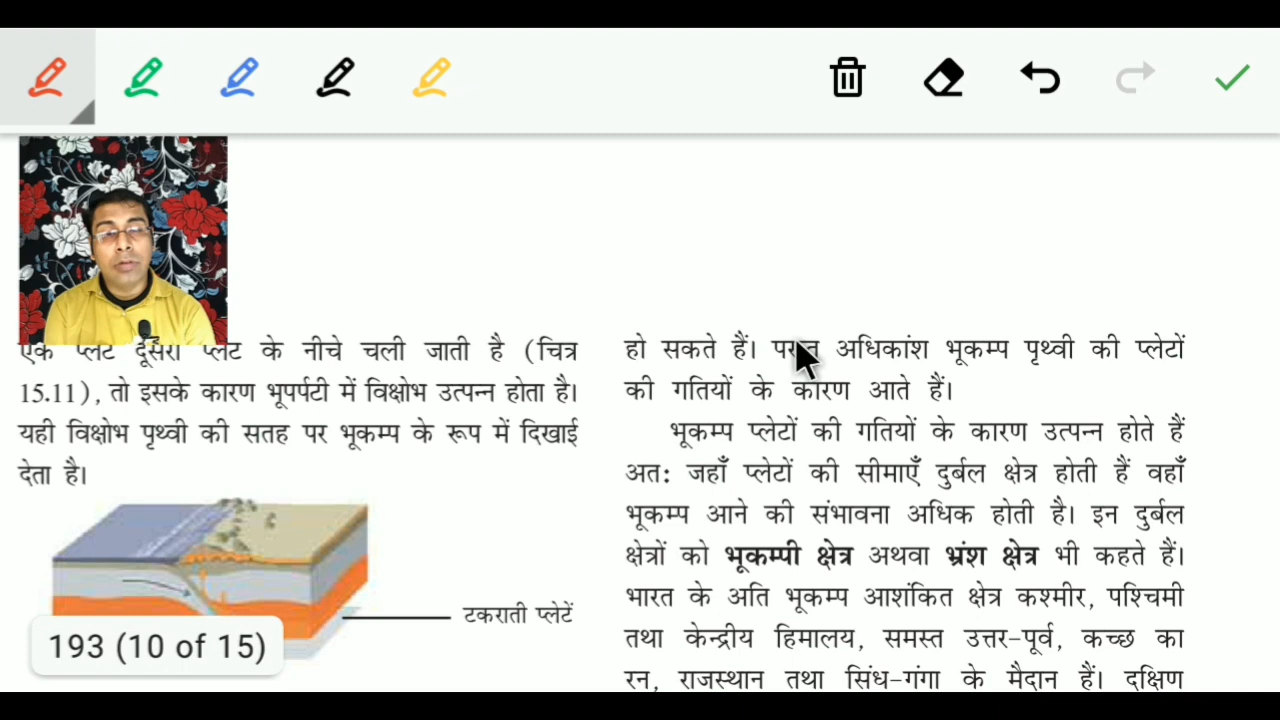 एक प्लेट दूसरी प्लेट के नीचे चली जाती है (चित्र
15.11), तो इसके कारण भूपर्पटी में विक्षोभ उत्पन्न होता है।
यही विक्षोभ पृथ्वी की सतह पर भूकम्प के रूप में दिखाई
देता है।
टकराती प्लेटें
193 (10 of 15)
हो सकते हैं। अधिकांश भूकम्प पृथ्वी की प्लेटों
की गतियों के कारण आते हैं।
भूकम्प प्लेटों की गतियों के कारण उत्पन्न होते हैं
अत: जहाँ प्लेटों की सीमाएँ दुर्बल क्षेत्र होती हैं वहाँ
भूकम्प आने की संभावना अधिक होती है। इन दुर्बल
क्षेत्रों को भूकम्पी क्षेत्र अथवा भ्रंश क्षेत्र भी कहते हैं।
भारत के अति भूकम्प आशंकित क्षेत्र कश्मीर, पश्चिमी
तथा केन्द्रीय हिमालय, समस्त उत्तर-पूर्व, कच्छ का
रन, राजस्थान तथा सिंध-गंगा के मैदान हैं। दक्षिण